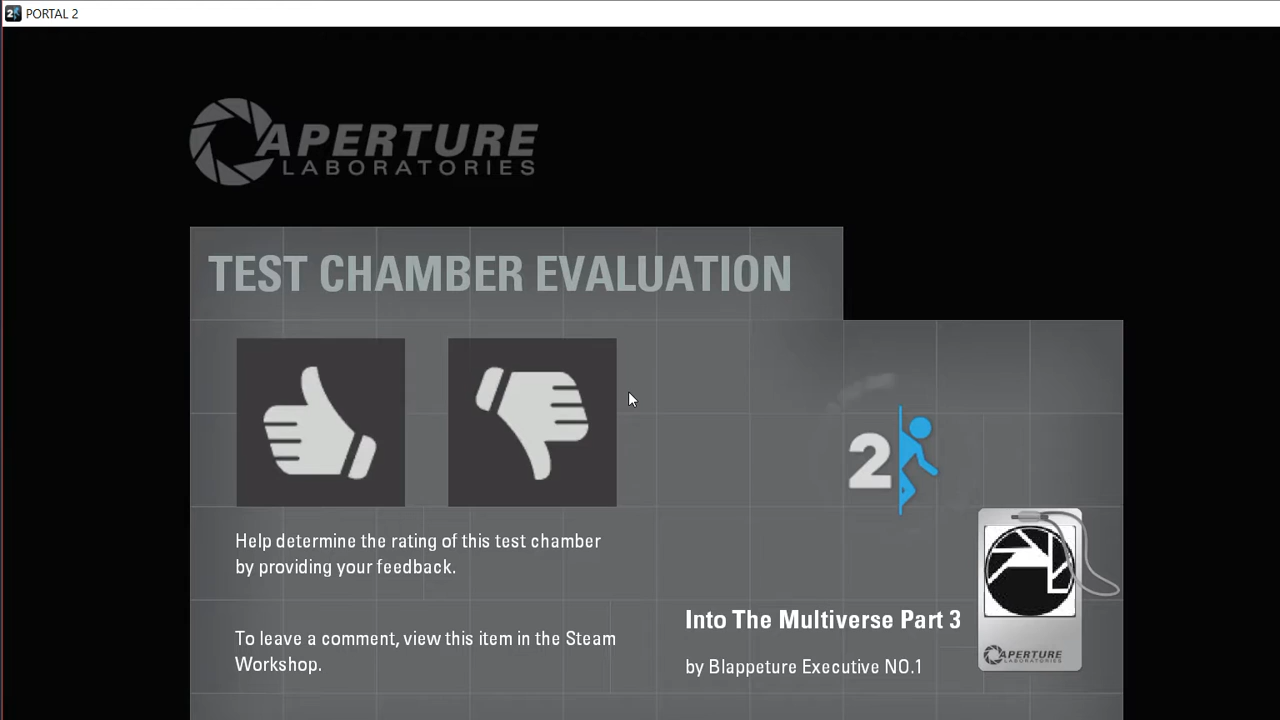 PORTAL 2
APERTURE
LABORATORIES
TEST CHAMBER EVALUATION
Help determine the rating of this test chamber
by providing your feedback.
To leave a comment, view this item in the Steam
Workshop.
2
Into The Multiverse Part 3
by Blappeture Executive NO.1
APERTURE
LABORATORIES